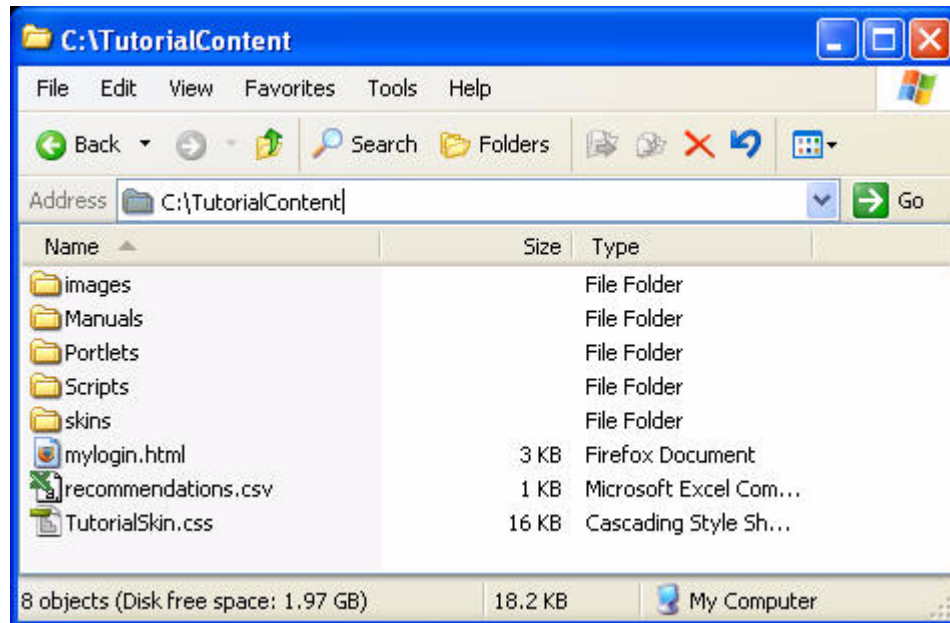 C:\TutorialContent
File Edit View Favorites Tools Help
Back Search Folders
Address C:\TutorialContent Go
Name Size Type
images File Folder
Manuals File Folder
Portlets File Folder
Scripts File Folder
skins File Folder
mylogin.html 3 KB Firefox Document
recommendations.csv 1 KB Microsoft Excel Com...
TutorialSkin.css 16 KB Cascading Style Sh...
8 objects (Disk free space: 1.97 GB) 18.2 KB My Computer